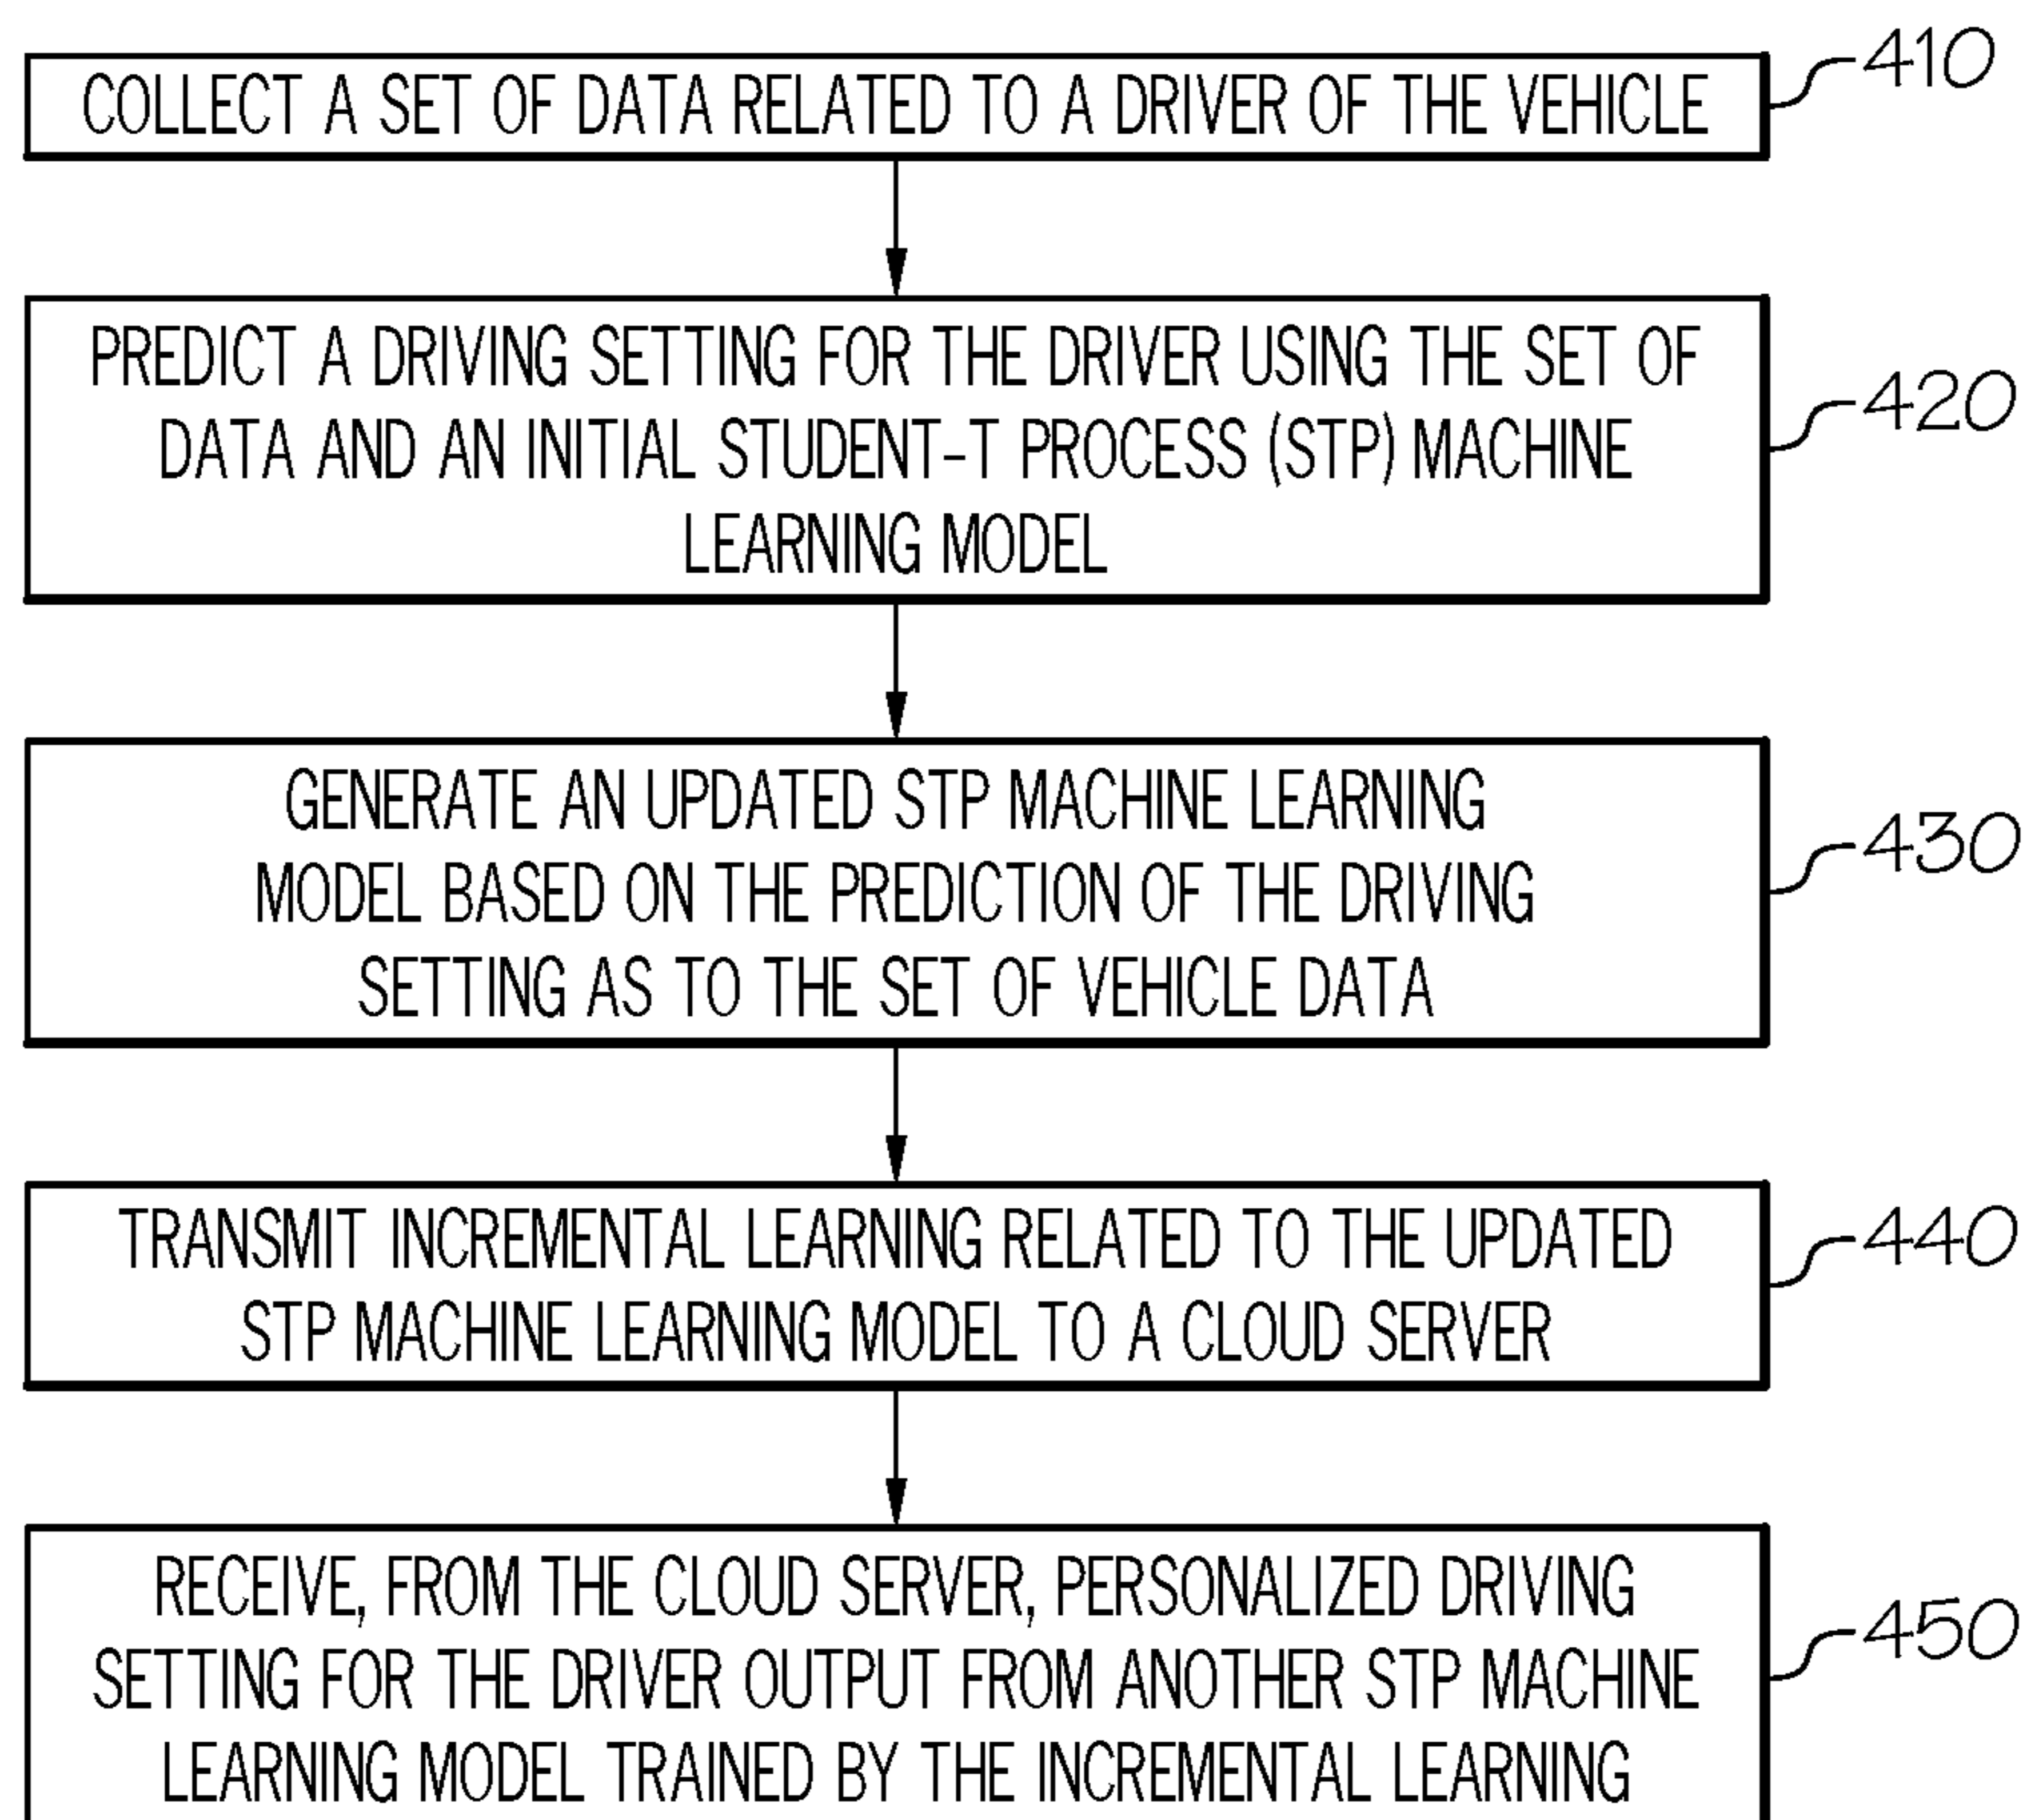 COLLECT A SET OF DATA RELATED TO A DRIVER OF THE VEHICLE
410
PREDICT A DRIVING SETTING FOR THE DRIVER USING THE SET OF
DATA AND AN INITIAL STUDENT-T PROCESS (STP) MACHINE
LEARNING MODEL
420
GENERATE AN UPDATED STP MACHINE LEARNING
MODEL BASED ON THE PREDICTION OF THE DRIVING
SETTING AS TO THE SET OF VEHICLE DATA
430
TRANSMIT INCREMENTAL LEARNING RELATED TO THE UPDATED
STP MACHINE LEARNING MODEL TO A CLOUD SERVER
440
RECEIVE, FROM THE CLOUD SERVER, PERSONALIZED DRIVING
SETTING FOR THE DRIVER OUTPUT FROM ANOTHER STP MACHINE
LEARNING MODEL TRAINED BY THE INCREMENTAL LEARNING
450